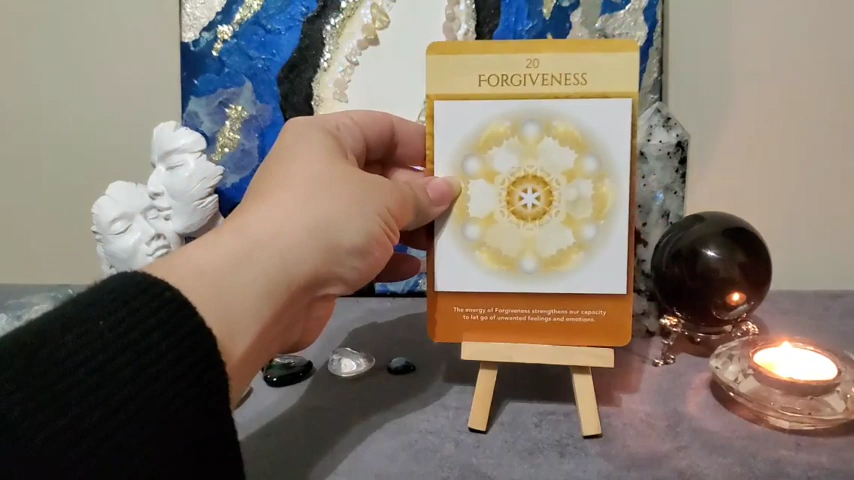 20
FORGIVENESS
The energy of Forgiveness strengthens our capacity
to let go of unwanted feelings and emotions.